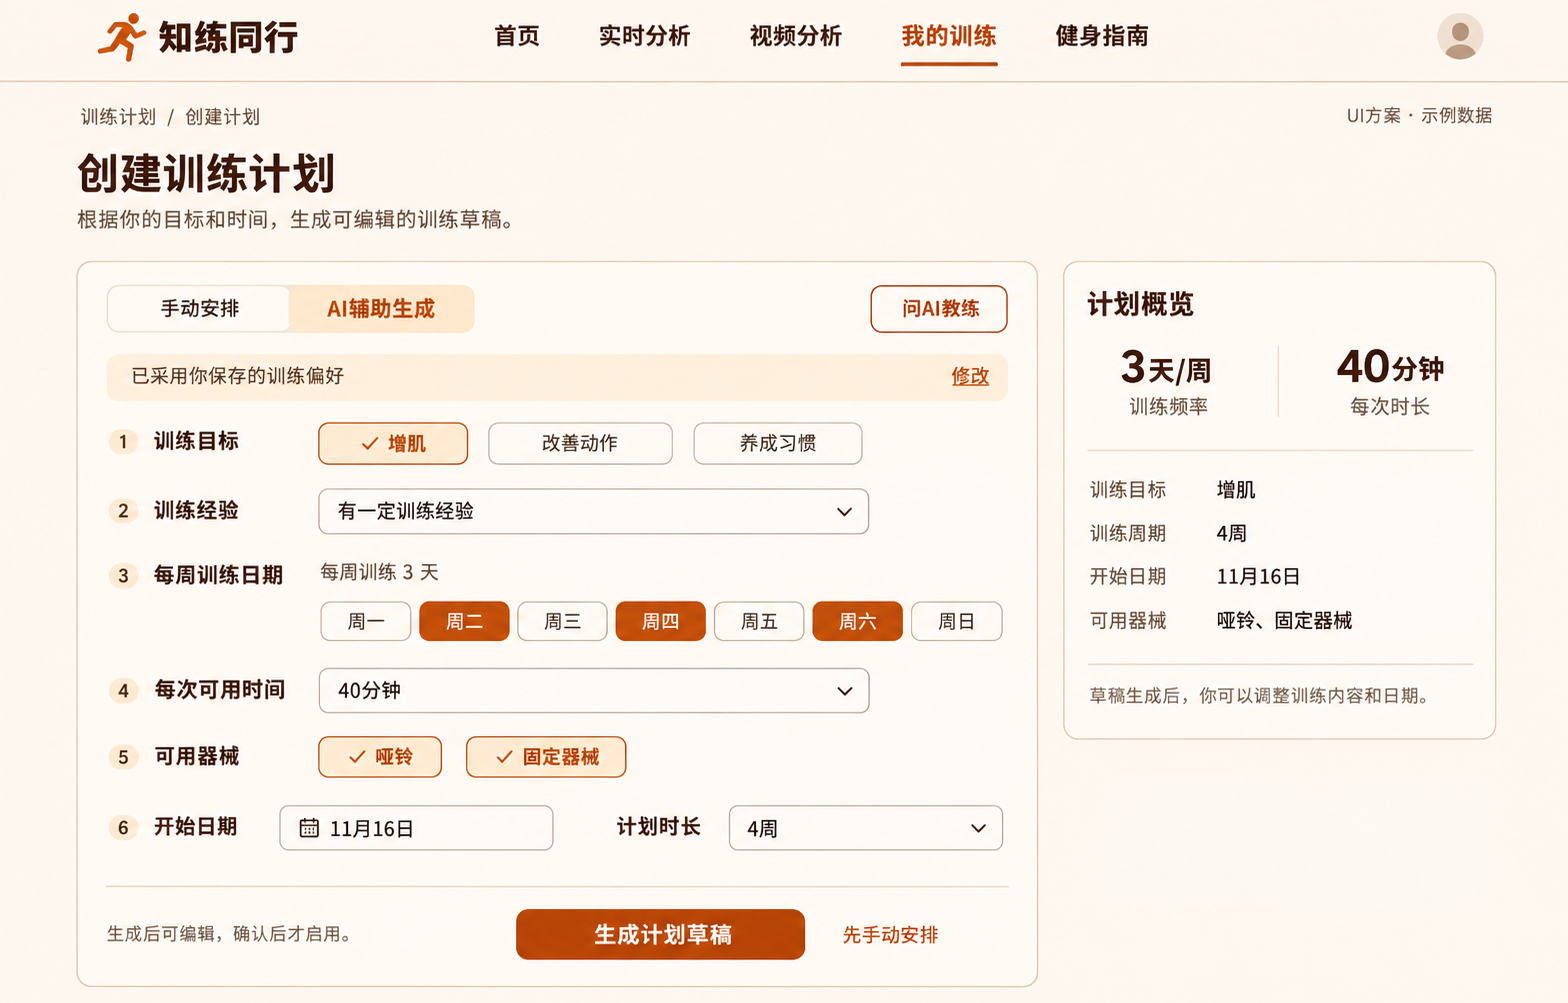 知练同行
首页 实时分析 视频分析 我的训练 健身指南
训练计划 / 创建计划
UI方案 · 示例数据
创建训练计划
根据你的目标和时间，生成可编辑的训练草稿。
手动安排 AI辅助生成 问AI教练
已采用你保存的训练偏好 修改
1 训练目标 增肌 改善动作 养成习惯
2 训练经验 有一定训练经验
3 每周训练日期 每周训练 3 天
周一 周二 周三 周四 周五 周六 周日
4 每次可用时间 40分钟
5 可用器械 哑铃 固定器械
6 开始日期 11月16日 计划时长 4周
生成后可编辑，确认后才启用。 生成计划草稿 先手动安排
计划概览
3天/周 40分钟
训练频率 每次时长
训练目标 增肌
训练周期 4周
开始日期 11月16日
可用器械 哑铃、固定器械
草稿生成后，你可以调整训练内容和日期。